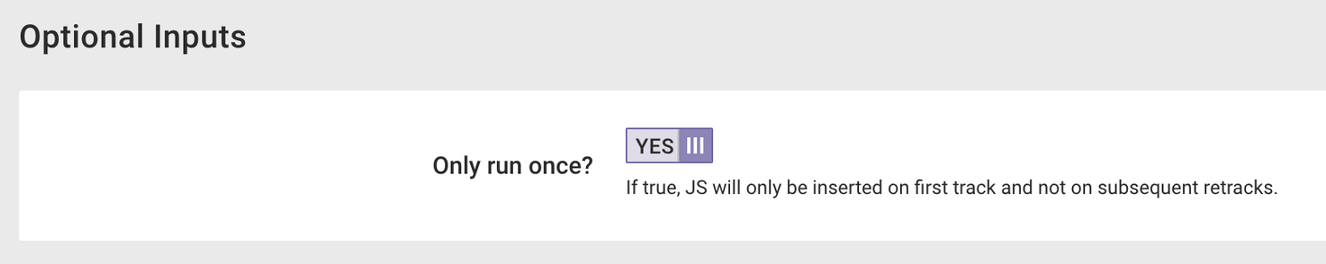 Optional Inputs
Only run once?
YES
If true, JS will only be inserted on first track and not on subsequent retracks.